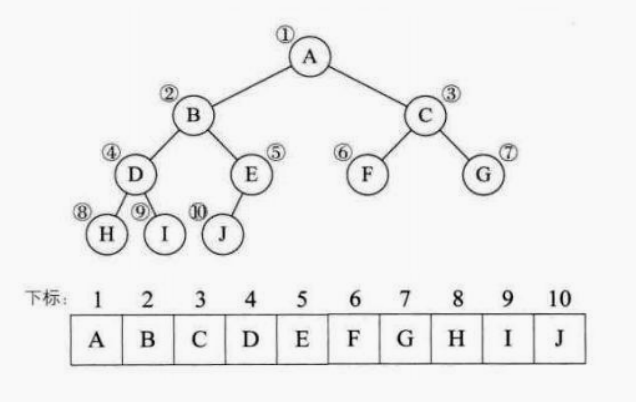 ① A
② B ③ C
④ D ⑤ E ⑥ F ⑦ G
⑧ H ⑨ I ⑩ J
下标: 1 2 3 4 5 6 7 8 9 10
A B C D E F G H I J